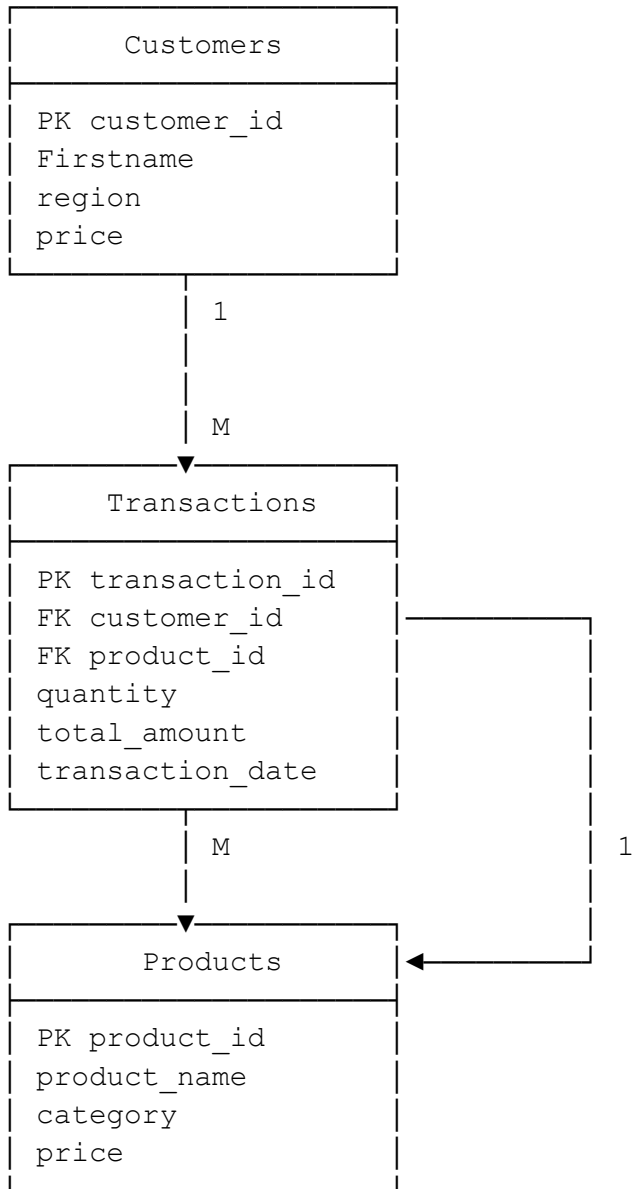 Customers
PK customer_id
Firstname
region
price
1
M
Transactions
PK transaction_id
FK customer_id
FK product_id
quantity
total_amount
transaction_date
M
1
Products
PK product_id
product_name
category
price